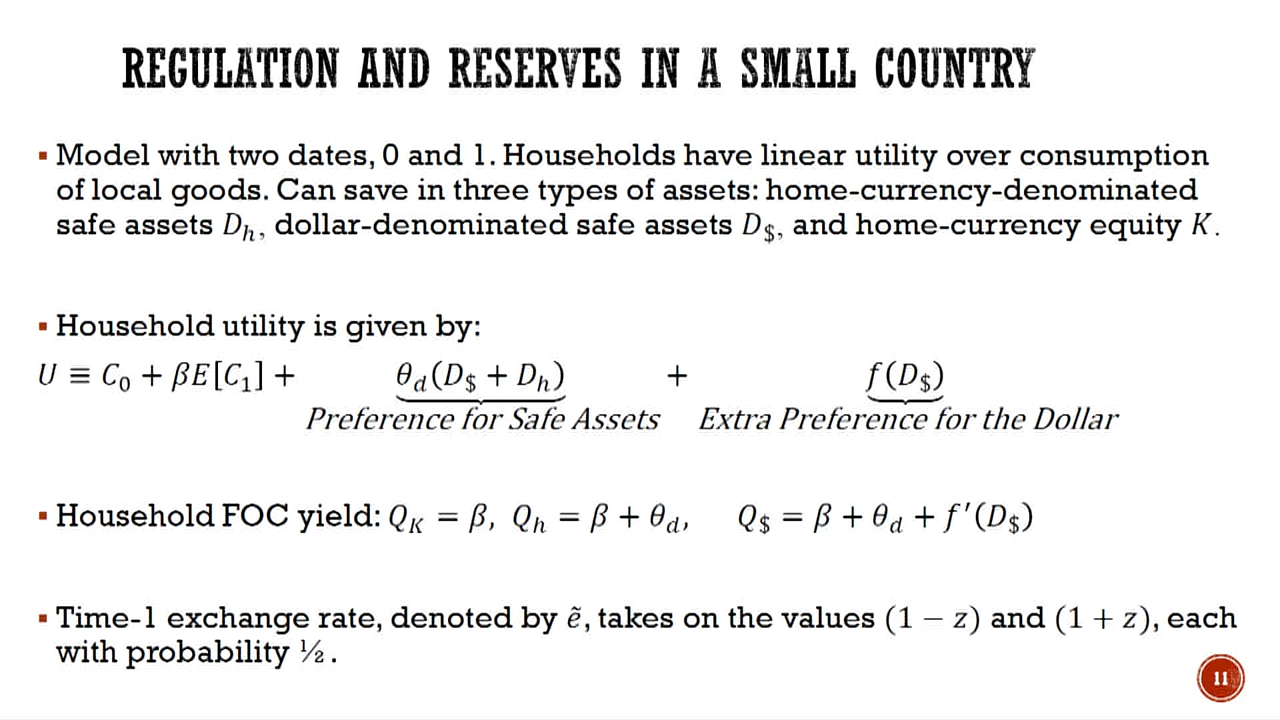 REGULATION AND RESERVES IN A SMALL COUNTRY
▪ Model with two dates, 0 and 1. Households have linear utility over consumption
of local goods. Can save in three types of assets: home-currency-denominated
safe assets D_h, dollar-denominated safe assets D_$, and home-currency equity K.
▪ Household utility is given by:
U ≡ C_0 + βE[C_1] + θ_d(D_$ + D_h) + f(D_$)
Preference for Safe Assets Extra Preference for the Dollar
▪ Household FOC yield: Q_K = β, Q_h = β + θ_d, Q_$ = β + θ_d + f'(D_$)
▪ Time-1 exchange rate, denoted by ẽ, takes on the values (1 − z) and (1 + z), each
with probability ½.
11